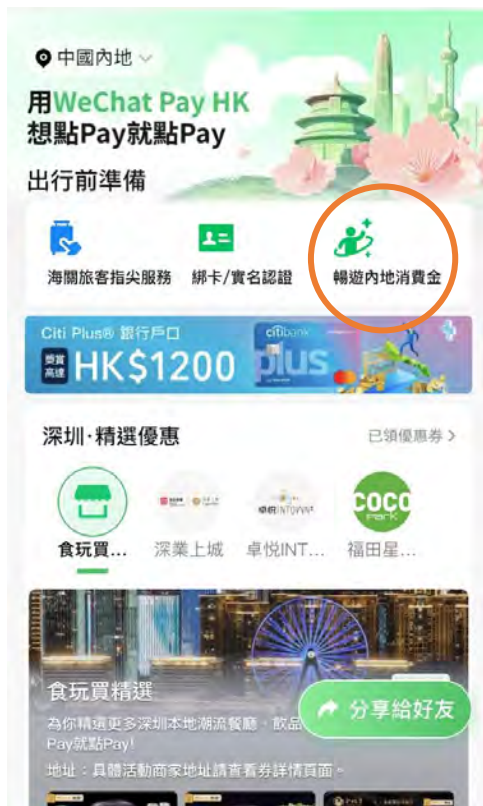 中國內地
用WeChat Pay HK
想點Pay就點Pay
出行前準備
海關旅客指尖服務 綁卡/實名認證 暢遊內地消費金
Citi Plus® 銀行戶口
獎賞高達 HK$1200
citibank
plus
深圳·精選優惠 已領優惠券
COCO
Park
食玩買... 深業上城 卓悅INT... 福田星...
食玩買精選
為你精選更多深圳本地潮流餐廳、飲品
Pay就點Pay!
分享給好友
地址：具體活動商家地址請查看券詳情頁面。